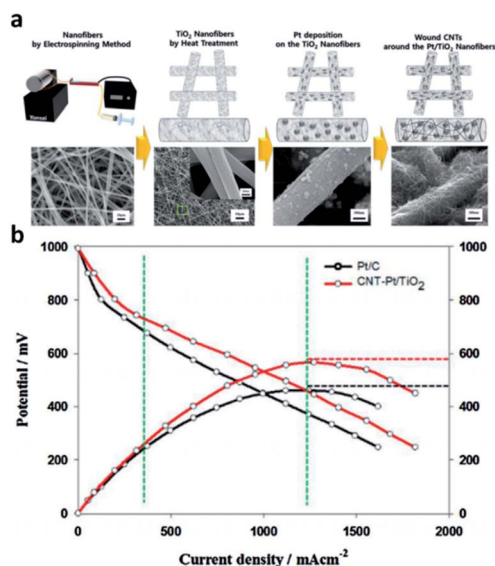 a
Nanofibers
by Electrospinning Method
TiO2 Nanofibers
by Heat Treatment
Pt deposition
on the TiO2 Nanofibers
Wound CNTs
around the Pt/TiO2 Nanofibers
Yonsei
b
Pt/C
CNT-Pt/TiO2
1000
800
600
400
200
0
Potential / mV
1000
800
600
400
200
0
0
500
1000
1500
2000
Current density / mAcm-2